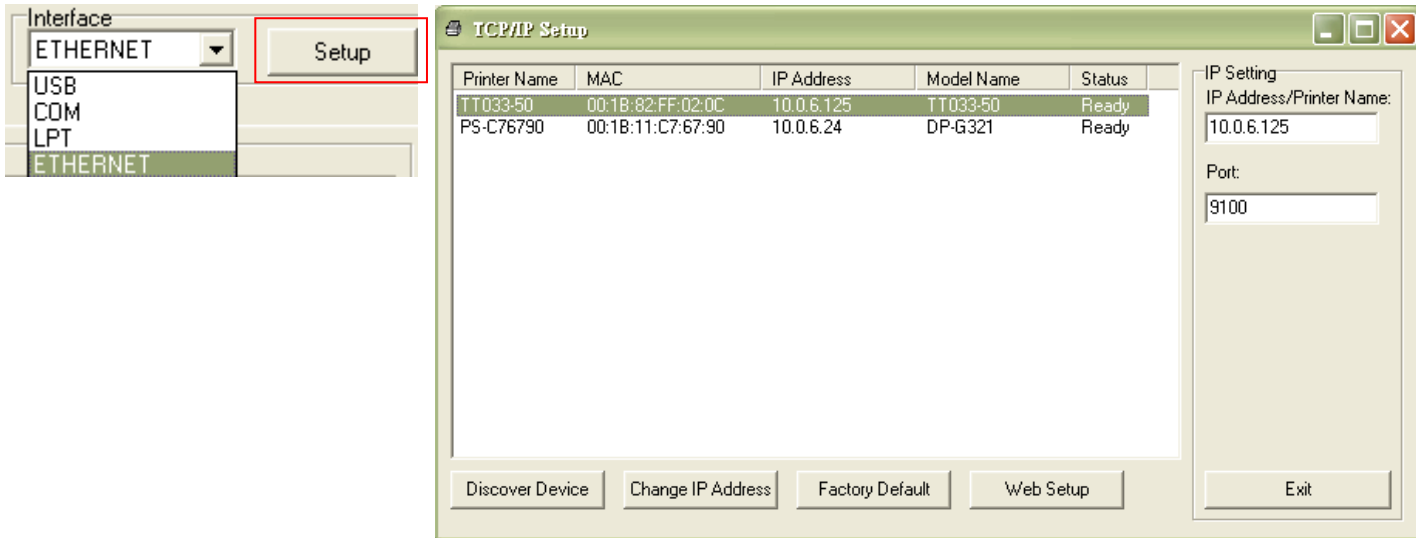 Interface
ETHERNET
Setup
USB
COM
LPT
ETHERNET
TCP/IP Setup
Printer Name MAC IP Address Model Name Status
TT033-50 00:1B:82:FF:02:0C 10.0.6.125 TT033-50 Ready
PS-C76790 00:1B:11:C7:67:90 10.0.6.24 DP-G321 Ready
IP Setting
IP Address/Printer Name:
10.0.6.125
Port:
9100
Discover Device Change IP Address Factory Default Web Setup Exit